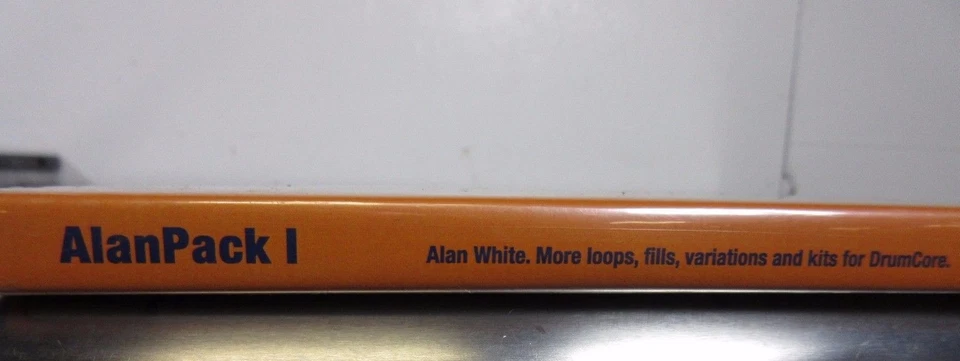 AlanPack I
Alan White. More loops, fills, variations and kits for DrumCore.